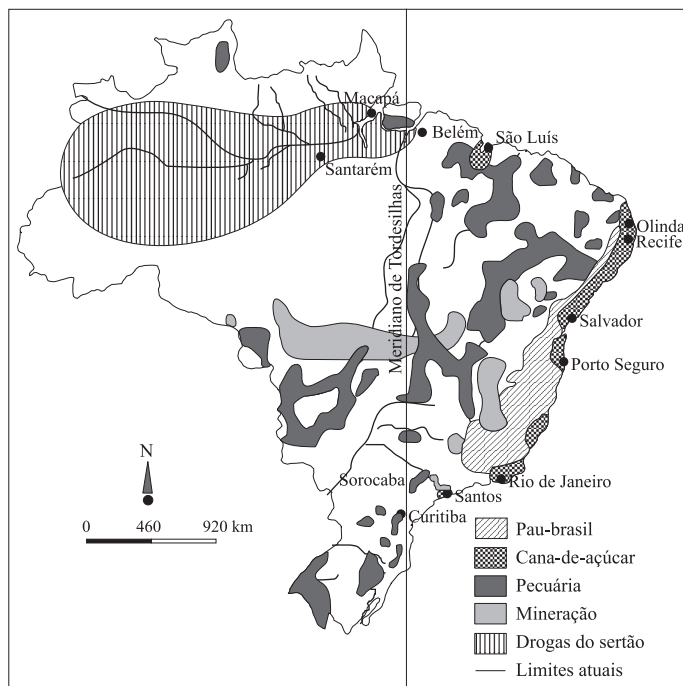 Macapá
Belém
São Luís
Santarém
Meridiano de Tordesilhas
Olinda
Recife
Salvador
Porto Seguro
N
Sorocaba
Rio de Janeiro
Santos
0 460 920 km
Curitiba
Pau-brasil
Cana-de-açúcar
Pecuária
Mineração
Drogas do sertão
Limites atuais